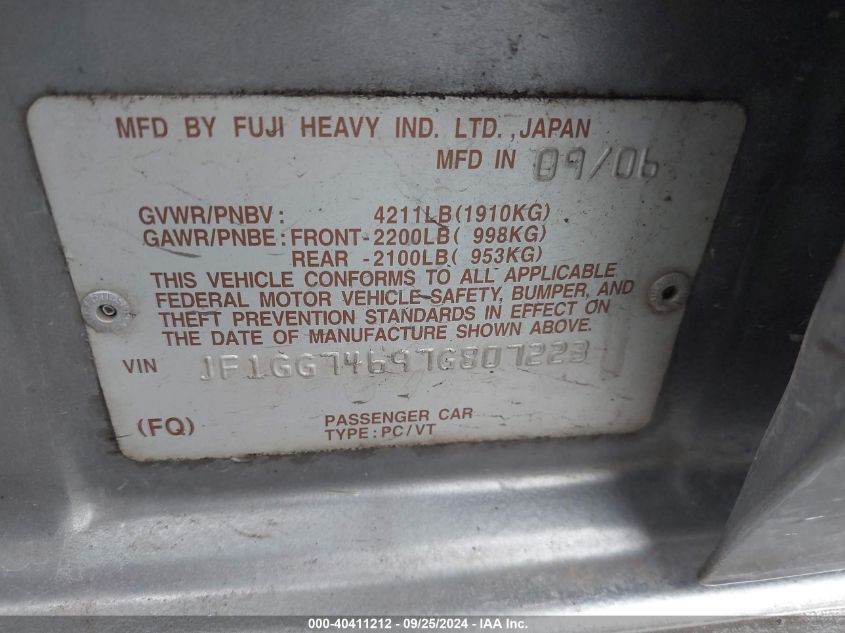 MFD BY FUJI HEAVY IND. LTD., JAPAN
MFD IN 09/06
GVWR/PNBV: 4211LB(1910KG)
GAWR/PNBE: FRONT-2200LB( 998KG)
REAR -2100LB( 953KG)
THIS VEHICLE CONFORMS TO ALL APPLICABLE
FEDERAL MOTOR VEHICLE SAFETY, BUMPER, AND
THEFT PREVENTION STANDARDS IN EFFECT ON
THE DATE OF MANUFACTURE SHOWN ABOVE.
VIN JF1GG74697G807223
(FQ) PASSENGER CAR
TYPE: PC/VT
000-40411212 - 09/25/2024 - IAA Inc.